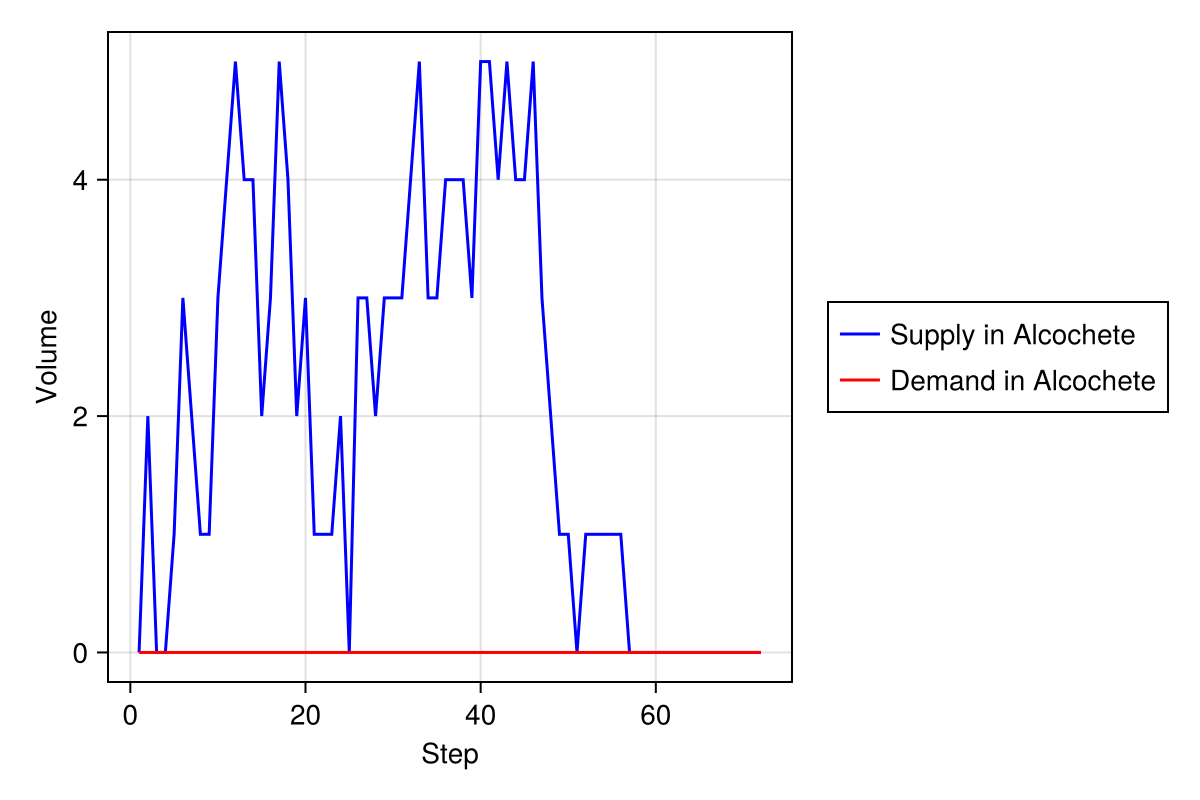 4
2
0
Volume
0 20 40 60
Step
Supply in Alcochete
Demand in Alcochete